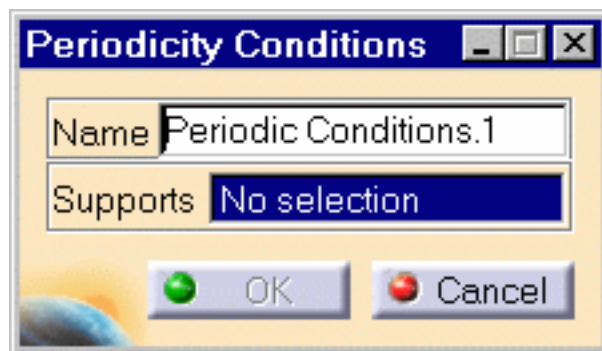 Periodicity Conditions
Name Periodic Conditions.1
Supports No selection
OK Cancel